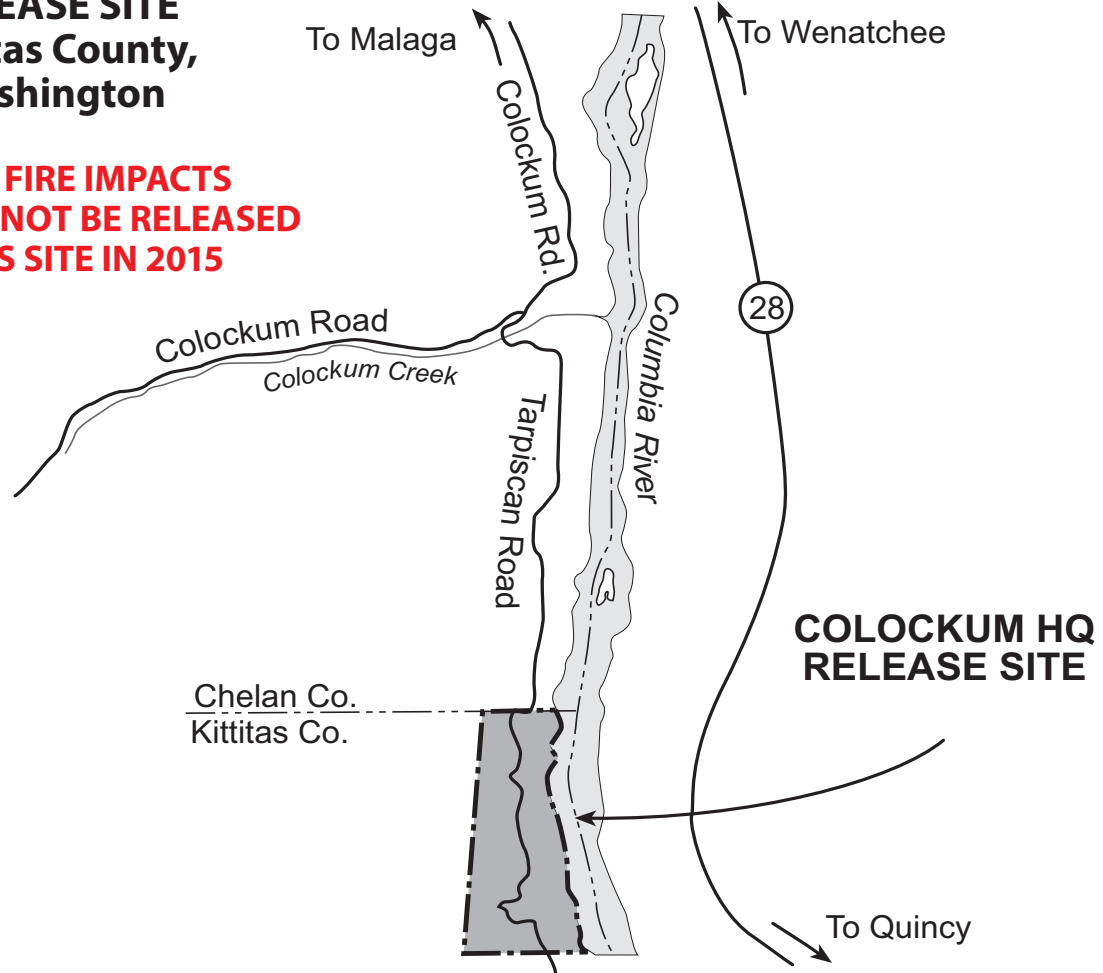 EASE SITE
tas County,
shington
FIRE IMPACTS
NOT BE RELEASED
S SITE IN 2015
To Malaga
To Wenatchee
Colockum Rd.
28
Colockum Road
Colockum Creek
Columbia River
Tarpiscan Road
COLOCKUM HQ
RELEASE SITE
Chelan Co.
Kittitas Co.
To Quincy